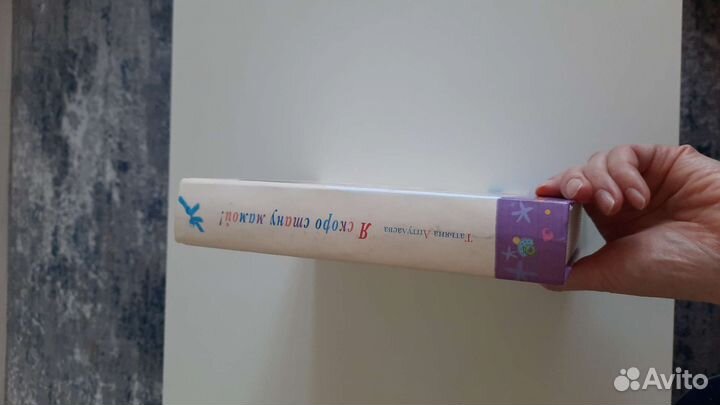 Татьяна Аптулаева
Я скоро стану мамой!
Avito